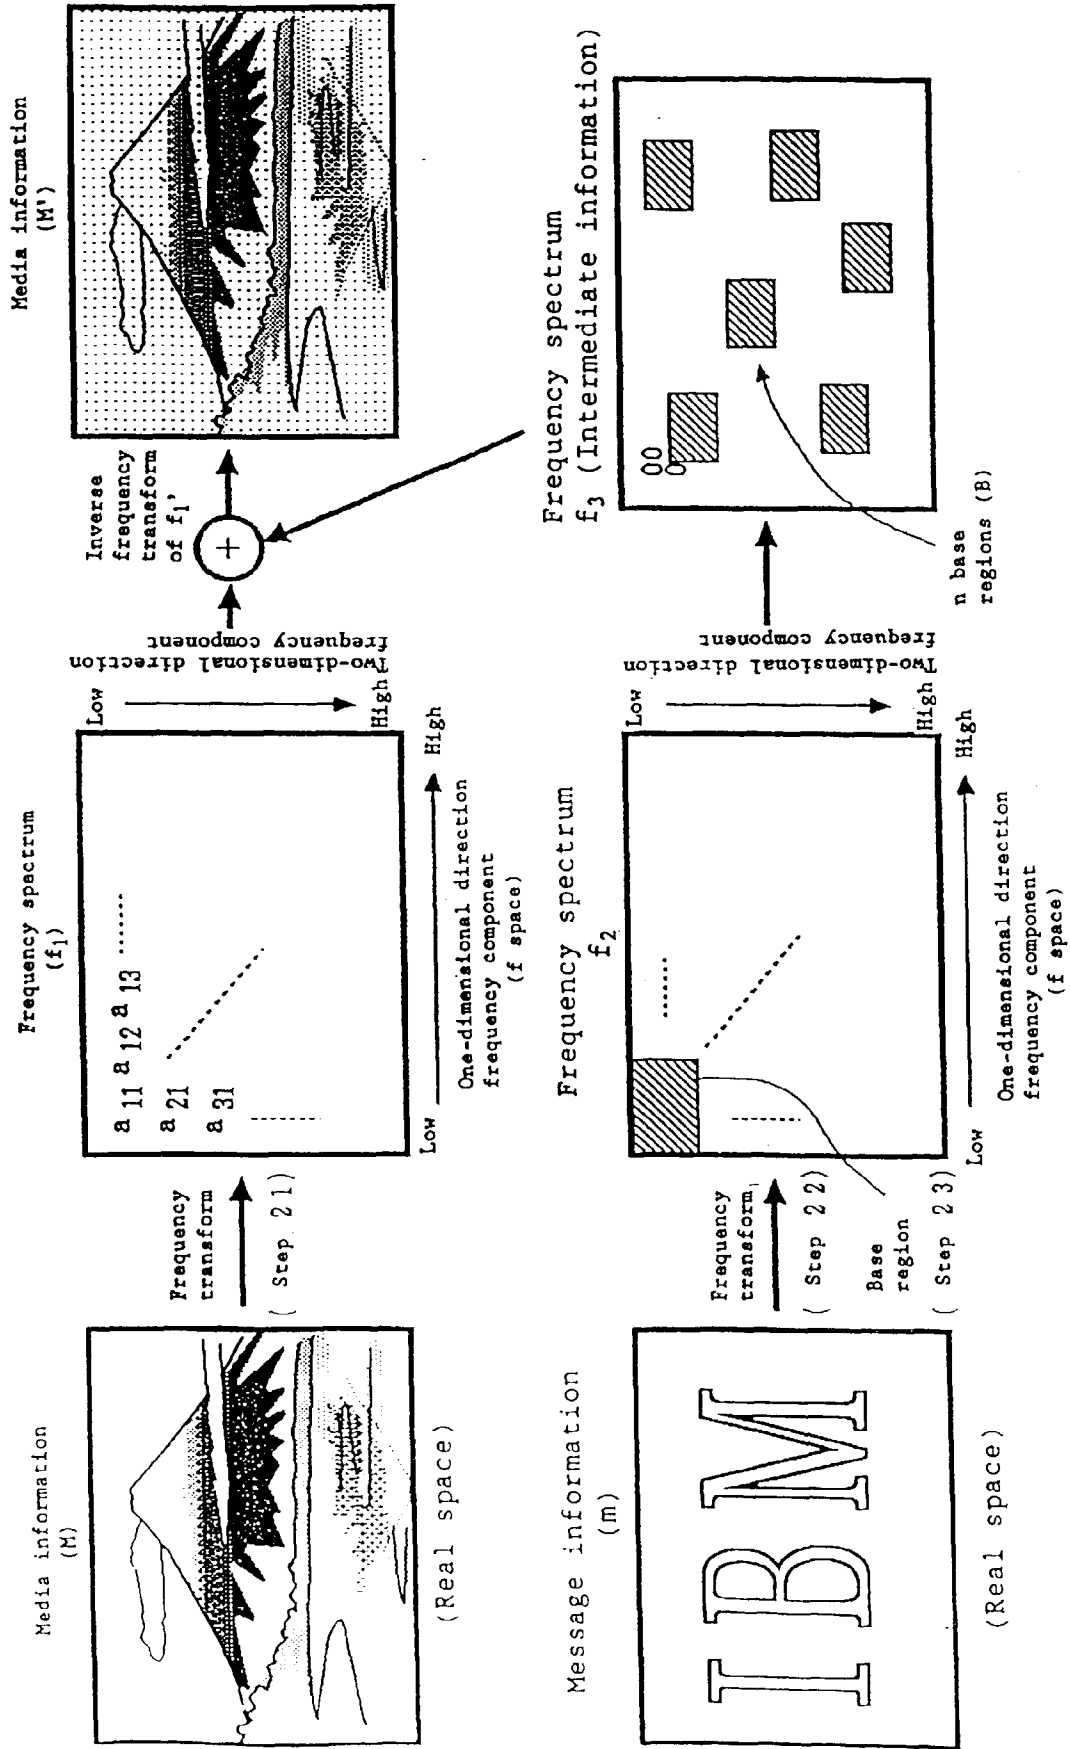 Media information
(M)
(Real space)
Frequency
transform
( Step 21)
Frequency spactrum
(f1)
a11 a12 a13 ......
a21
a31
Low
High
One-dimensional direction
frequency component
(f space)
Low
High
Two-dimensional direction
frequency component
Inverse
frequency
transform
of f1'
+
Media information
(M')
Message information
(m)
IBM
(Real space)
Frequency
transform
( Step 22)
Base
region
( Step 23)
Frequency spectrum
f2
Low
High
One-dimensional direction
frequency component
(f space)
Low
High
Two-dimensional direction
frequency component
Frequency spectrum
f3 (Intermediate information)
00
0
n base
regions (B)